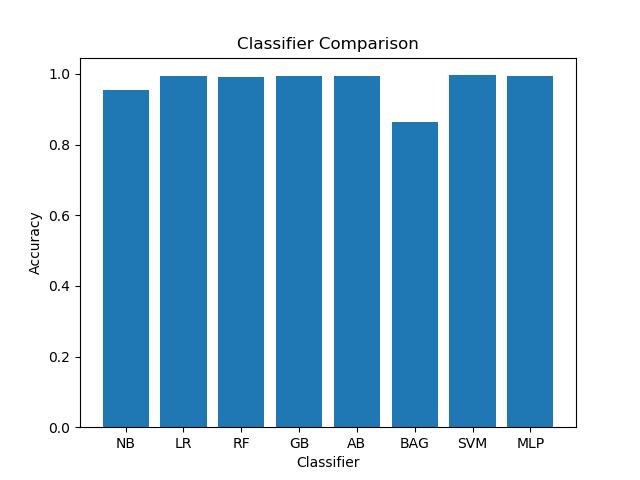 Classifier Comparison
1.0
0.8
0.6
0.4
0.2
0.0
Accuracy
NB LR RF GB AB BAG SVM MLP
Classifier